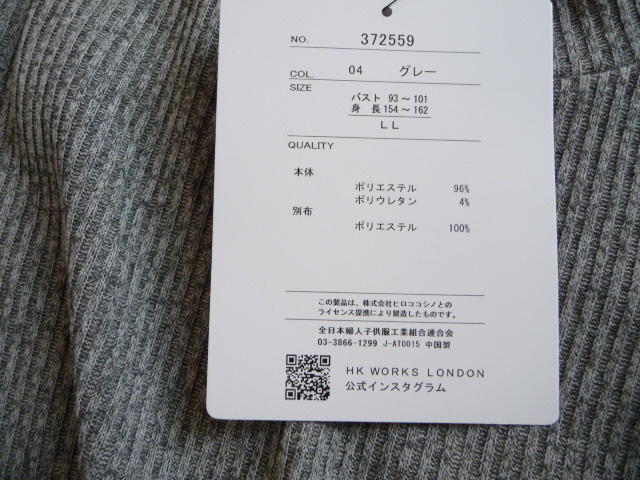 NO. 372559
COL. 04 グレー
SIZE
バスト 93～101
身 長 154～162
LL
QUALITY
本体
ポリエステル 96%
ポリウレタン 4%
別布
ポリエステル 100%
この製品は、株式会社ヒロココシノとの
ライセンス提携により製造したものです。
全日本婦人子供服工業組合連合会
03-3866-1299 J-AT0015 中国製
HK WORKS LONDON
公式インスタグラム